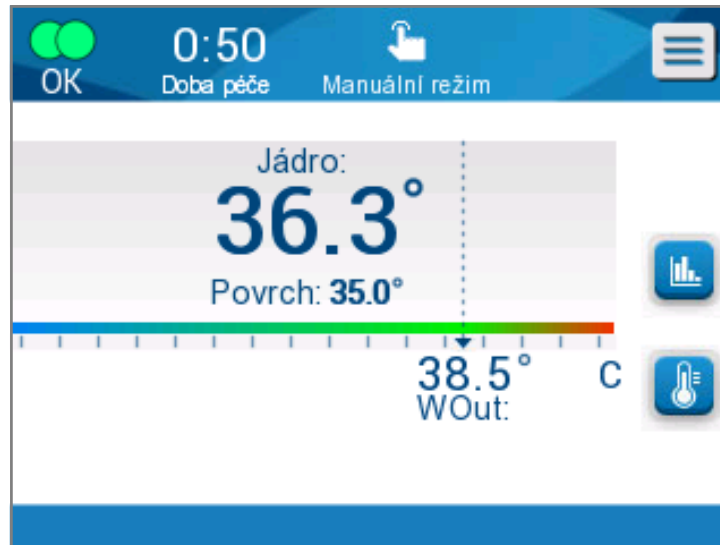 OK
0:50
Doba péče
Manuální režim
Jádro:
36.3°
Povrch: 35.0°
38.5° C
WOut: